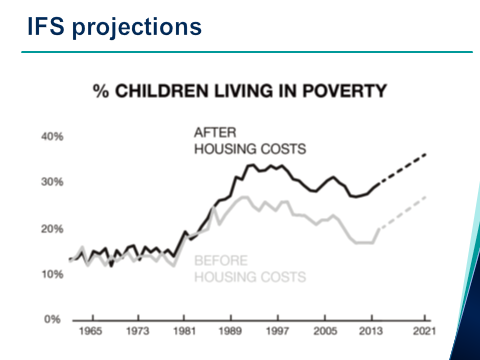 IFS projections
% CHILDREN LIVING IN POVERTY
40%
AFTER
HOUSING COSTS
30%
20%
BEFORE
HOUSING COSTS
10%
0%
1965 1973 1981 1989 1997 2005 2013 2021